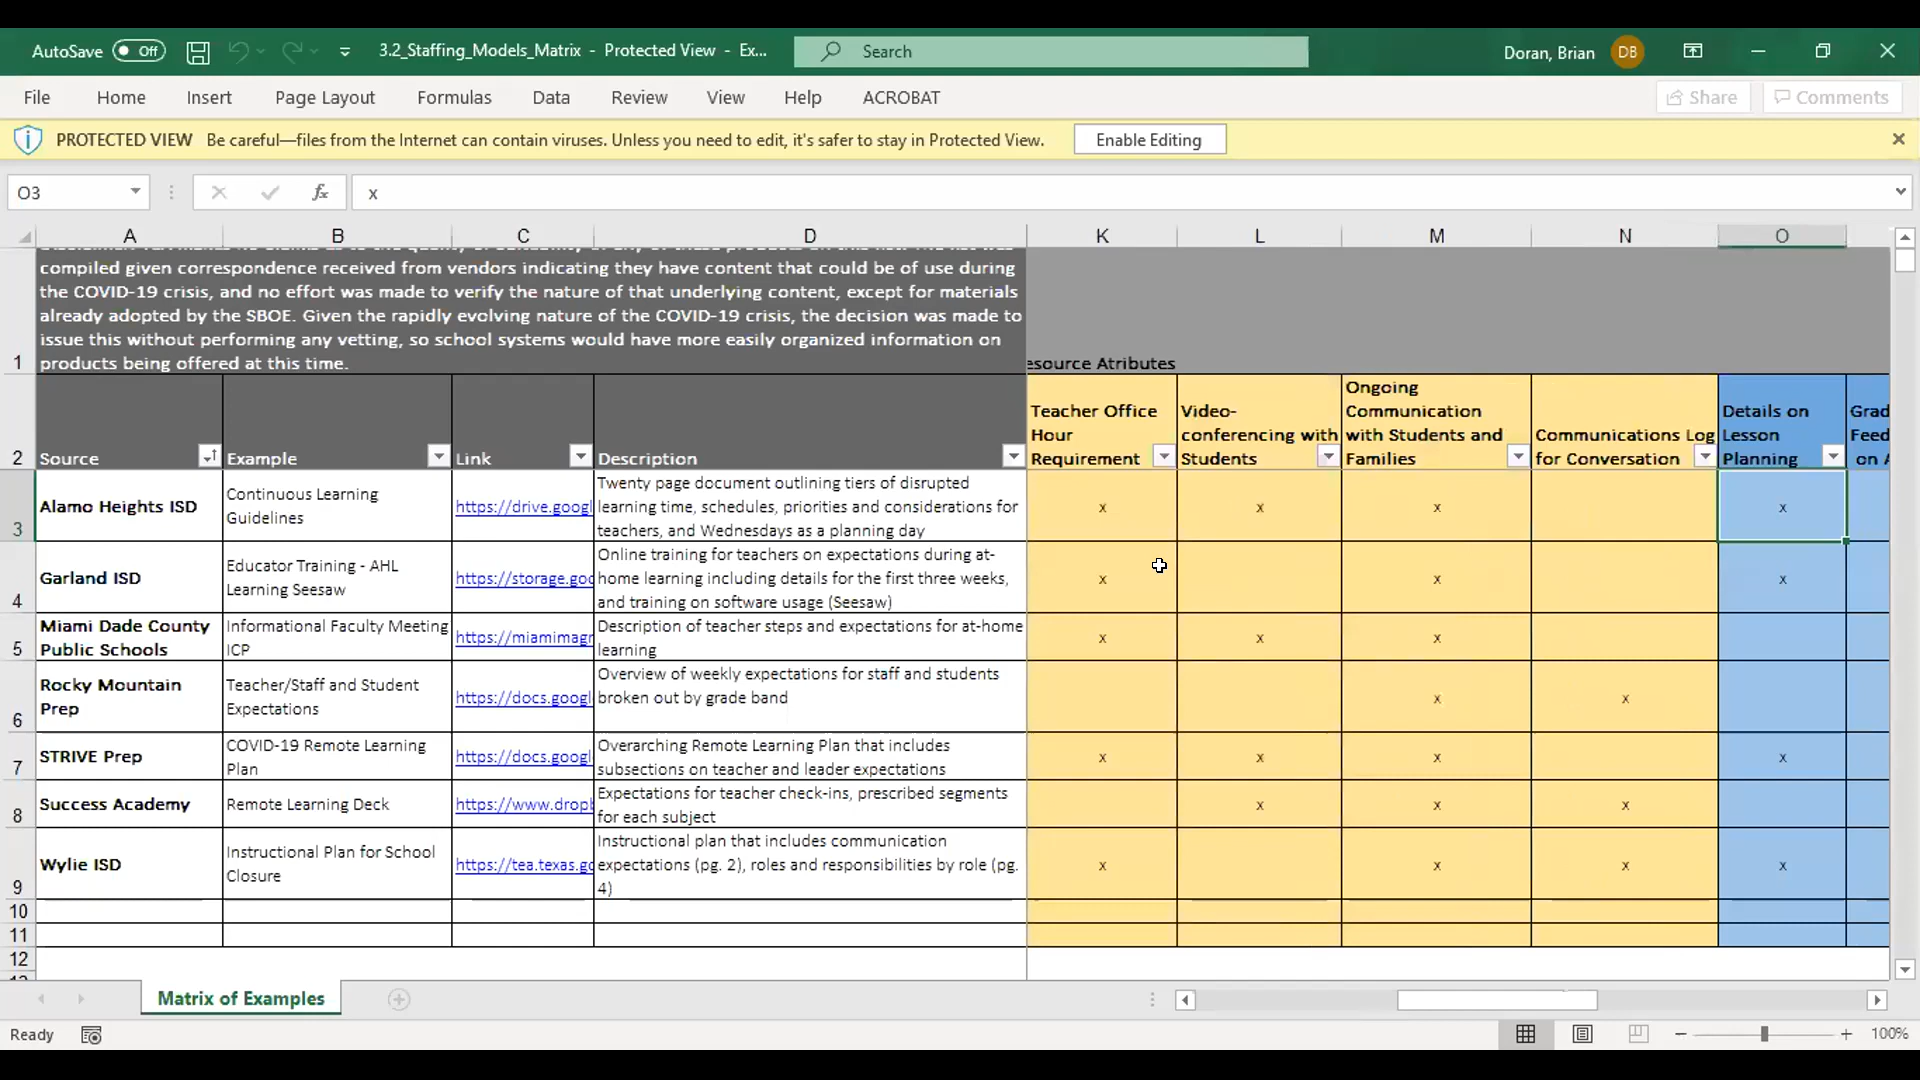 AutoSave Off 3.2_Staffing_Models_Matrix - Protected View - Ex... Search Doran, Brian DB
File Home Insert Page Layout Formulas Data Review View Help ACROBAT Share Comments
PROTECTED VIEW Be careful—files from the Internet can contain viruses. Unless you need to edit, it's safer to stay in Protected View. Enable Editing
O3 fx x
A B C D K L M N O
compiled given correspondence received from vendors indicating they have content that could be of use during
the COVID-19 crisis, and no effort was made to verify the nature of that underlying content, except for materials
already adopted by the SBOE. Given the rapidly evolving nature of the COVID-19 crisis, the decision was made to
issue this without performing any vetting, so school systems would have more easily organized information on
products being offered at this time.
1
esource Atributes
2
Source
Example
Link
Description
Teacher Office
Hour
Requirement
Video-
conferencing with
Students
Ongoing
Communication
with Students and
Families
Communications Log
for Conversation
Details on
Lesson
Planning
Grad
Feed
on A
3
Alamo Heights ISD
Continuous Learning
Guidelines
https://drive.googl
Twenty page document outlining tiers of disrupted
learning time, schedules, priorities and considerations for
teachers, and Wednesdays as a planning day
x x x x
4
Garland ISD
Educator Training - AHL
Learning Seesaw
https://storage.goo
Online training for teachers on expectations during at-
home learning including details for the first three weeks,
and training on software usage (Seesaw)
x x x
5
Miami Dade County
Public Schools
Informational Faculty Meeting
ICP
https://miamimagn
Description of teacher steps and expectations for at-home
learning
x x x
6
Rocky Mountain
Prep
Teacher/Staff and Student
Expectations
https://docs.googl
Overview of weekly expectations for staff and students
broken out by grade band
x x
7
STRIVE Prep
COVID-19 Remote Learning
Plan
https://docs.googl
Overarching Remote Learning Plan that includes
subsections on teacher and leader expectations
x x x x
8
Success Academy
Remote Learning Deck
https://www.dropb
Expectations for teacher check-ins, prescribed segments
for each subject
x x x
9
Wylie ISD
Instructional Plan for School
Closure
https://tea.texas.go
Instructional plan that includes communication
expectations (pg. 2), roles and responsibilities by role (pg.
4)
x x x x
10
11
12
Matrix of Examples
Ready 100%